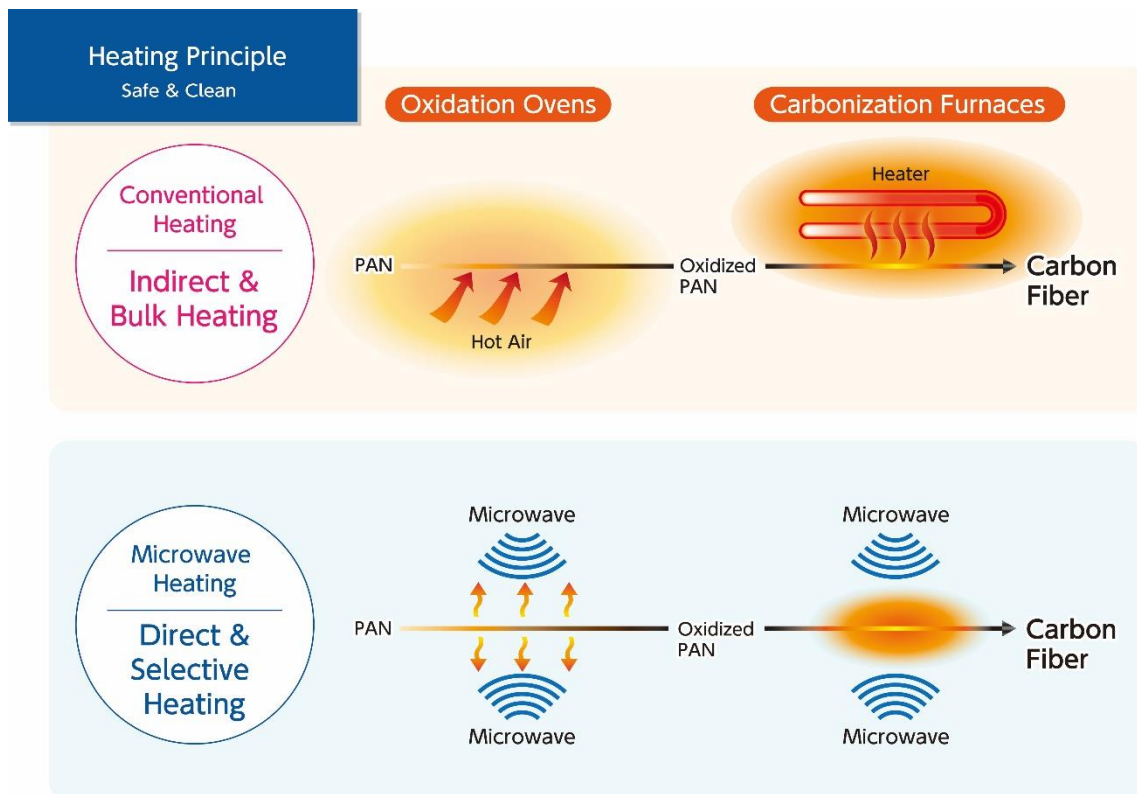 Heating Principle
Safe & Clean
Oxidation Ovens
Carbonization Furnaces
Conventional
Heating
Indirect &
Bulk Heating
PAN
Hot Air
Oxidized
PAN
Heater
Carbon
Fiber
Microwave
Heating
Direct &
Selective
Heating
Microwave
Microwave
PAN
Oxidized
PAN
Carbon
Fiber
Microwave
Microwave